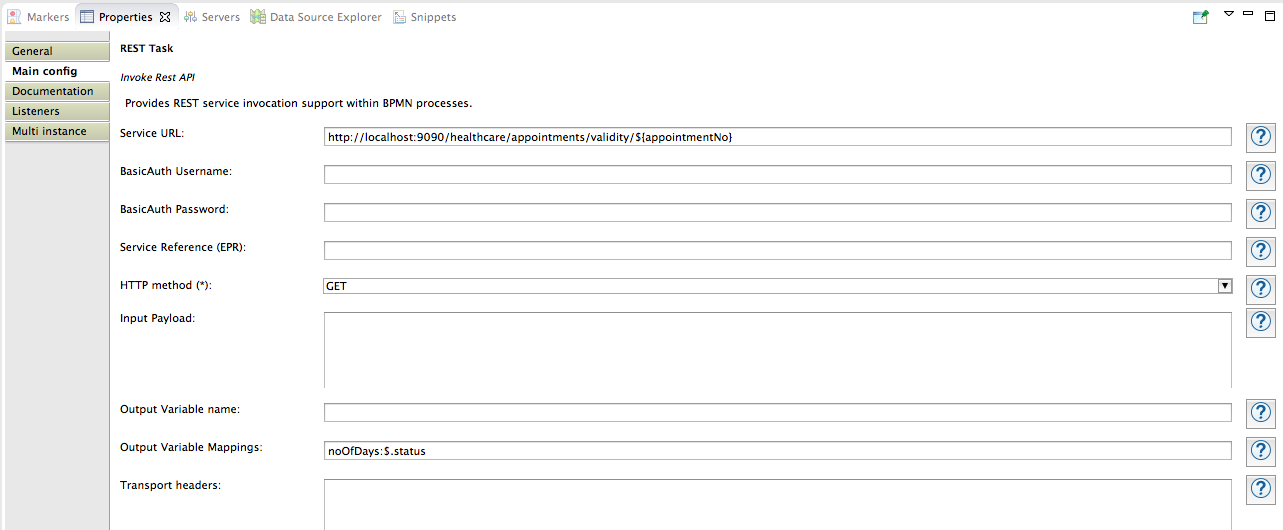 Markers Properties Servers Data Source Explorer Snippets
General
Main config
Documentation
Listeners
Multi instance
REST Task
Invoke Rest API
Provides REST service invocation support within BPMN processes.
Service URL: http://localhost:9090/healthcare/appointments/validity/${appointmentNo} ?
BasicAuth Username: ?
BasicAuth Password: ?
Service Reference (EPR): ?
HTTP method (*): GET ?
Input Payload: ?
Output Variable name: ?
Output Variable Mappings: noOfDays:$.status ?
Transport headers: ?